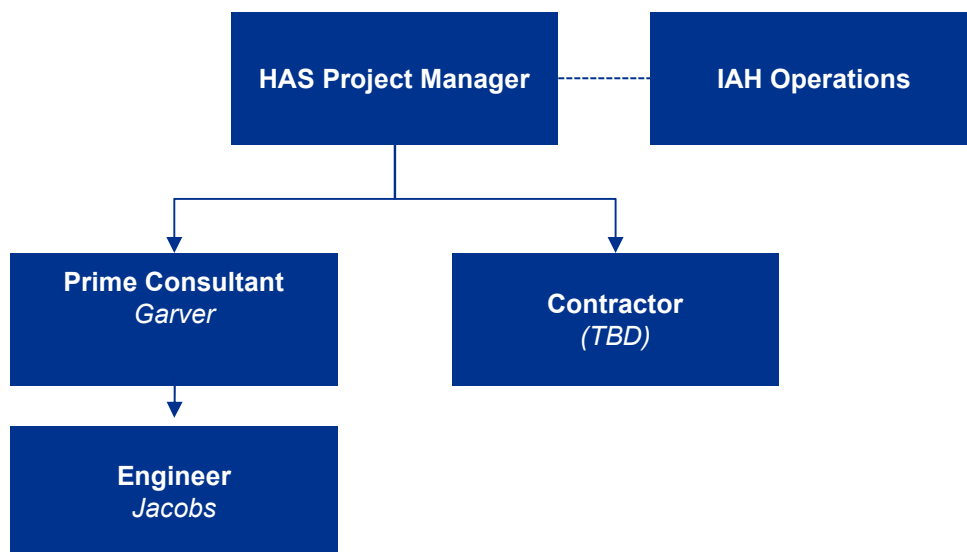 HAS Project Manager
IAH Operations
Prime Consultant
Garver
Contractor
(TBD)
Engineer
Jacobs